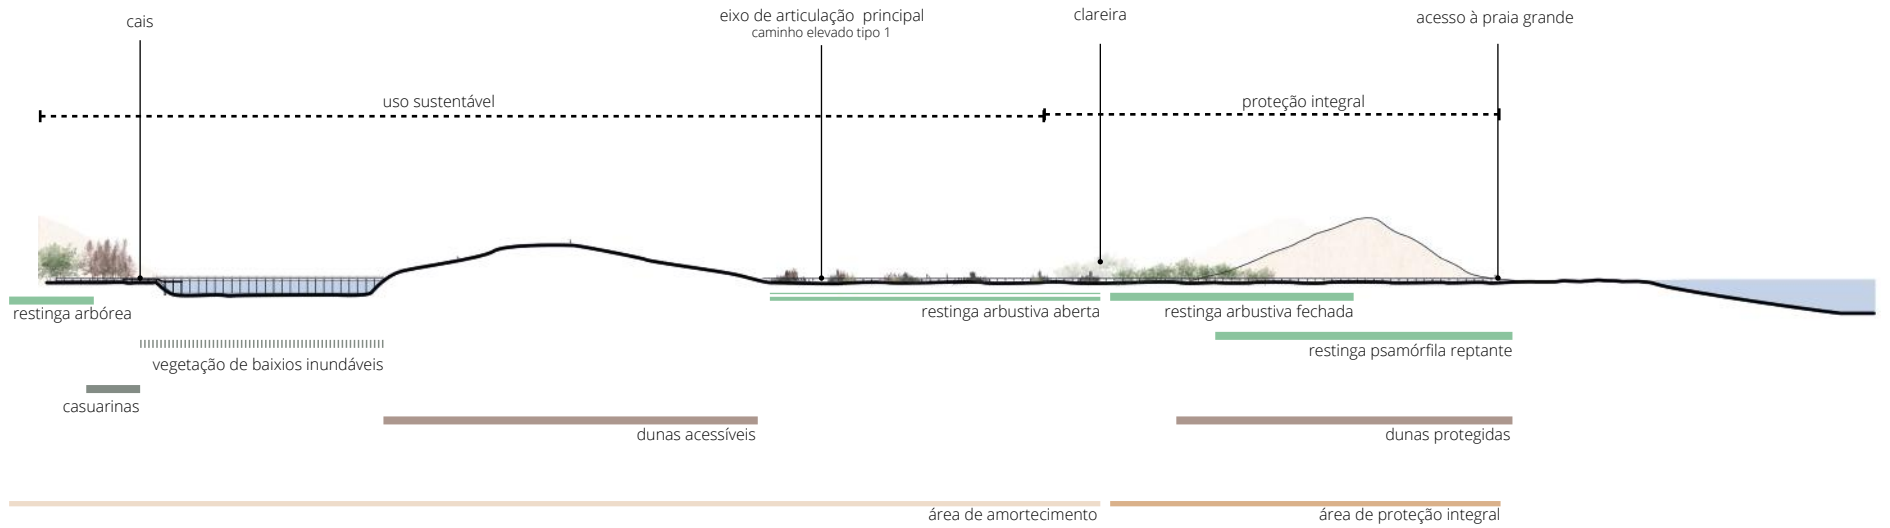 cais
eixo de articulação principal
caminho elevado tipo 1
clareira
acesso à praia grande
uso sustentável
proteção integral
restinga arbórea
restinga arbustiva aberta
restinga arbustiva fechada
restinga psamórfila reptante
vegetação de baixios inundáveis
casuarinas
dunas acessíveis
dunas protegidas
área de amortecimento
área de proteção integral